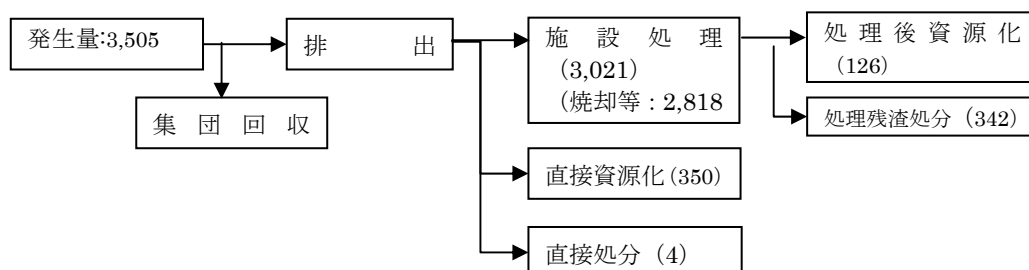 発生量:3,505
排出
施設処理
(3,021)
(焼却等:2,818
処理後資源化
(126)
集団回収
処理残渣処分(342)
直接資源化(350)
直接処分(4)